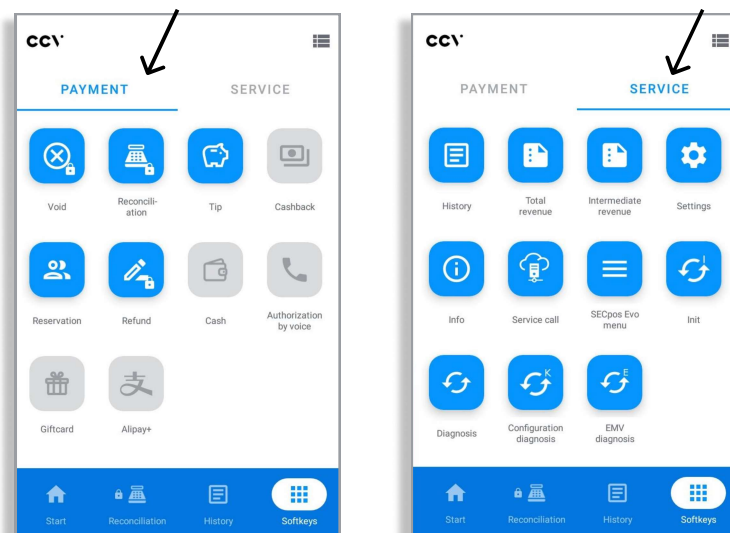 ccv
PAYMENT SERVICE
Void
Reconcili-
ation
Tip
Cashback
Reservation
Refund
Cash
Authorization
by voice
Giftcard
支
Alipay+
Start
Reconciliation
History
Softkeys
ccv
PAYMENT SERVICE
History
Total
revenue
Intermediate
revenue
Settings
Info
Service call
SECpos Evo
menu
I
Init
Diagnosis
K
Configuration
diagnosis
E
EMV
diagnosis
Start
Reconciliation
History
Softkeys